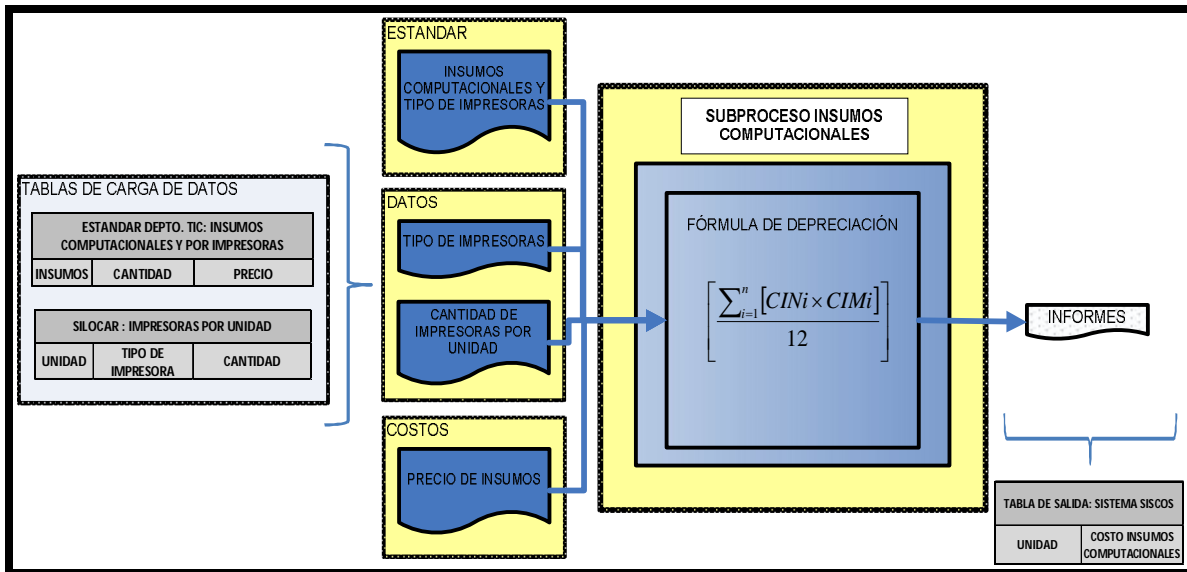 TABLAS DE CARGA DE DATOS
ESTANDAR DEPTO. TIC: INSUMOS
COMPUTACIONALES Y POR IMPRESORAS
INSUMOS CANTIDAD PRECIO
SILOCAR : IMPRESORAS POR UNIDAD
UNIDAD TIPO DE IMPRESORA CANTIDAD
ESTANDAR
INSUMOS
COMPUTACIONALES Y
TIPO DE IMPRESORAS
DATOS
TIPO DE IMPRESORAS
CANTIDAD DE
IMPRESORAS POR
UNIDAD
COSTOS
PRECIO DE INSUMOS
SUBPROCESO INSUMOS
COMPUTACIONALES
FÓRMULA DE DEPRECIACIÓN
[∑ⁿᵢ₌₁[CINi × CIMi] / 12]
INFORMES
TABLA DE SALIDA: SISTEMA SISCOS
UNIDAD COSTO INSUMOS COMPUTACIONALES